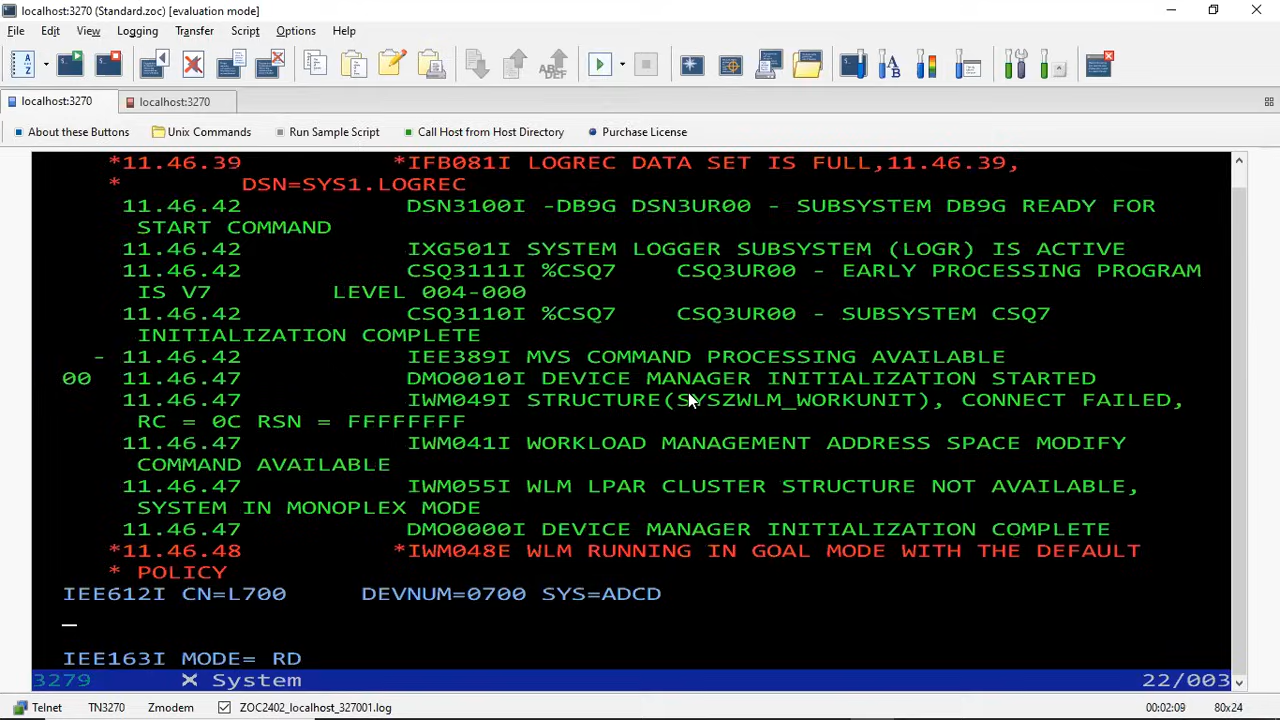 localhost:3270 (Standard.zoc) [evaluation mode]
File Edit View Logging Transfer Script Options Help
localhost:3270 localhost:3270
About these Buttons Unix Commands Run Sample Script Call Host from Host Directory Purchase License
*11.46.39 *IFB081I LOGREC DATA SET IS FULL,11.46.39,
* DSN=SYS1.LOGREC
11.46.42 DSN3100I -DB9G DSN3UR00 - SUBSYSTEM DB9G READY FOR
START COMMAND
11.46.42 IXG501I SYSTEM LOGGER SUBSYSTEM (LOGR) IS ACTIVE
11.46.42 CSQ3111I %CSQ7 CSQ3UR00 - EARLY PROCESSING PROGRAM
IS V7 LEVEL 004-000
11.46.42 CSQ3110I %CSQ7 CSQ3UR00 - SUBSYSTEM CSQ7
INITIALIZATION COMPLETE
- 11.46.42 IEE389I MVS COMMAND PROCESSING AVAILABLE
00 11.46.47 DMO0010I DEVICE MANAGER INITIALIZATION STARTED
11.46.47 IWM049I STRUCTURE(SYSZWLM_WORKUNIT), CONNECT FAILED,
RC = 0C RSN = FFFFFFFF
11.46.47 IWM041I WORKLOAD MANAGEMENT ADDRESS SPACE MODIFY
COMMAND AVAILABLE
11.46.47 IWM055I WLM LPAR CLUSTER STRUCTURE NOT AVAILABLE,
SYSTEM IN MONOPLEX MODE
11.46.47 DMO0000I DEVICE MANAGER INITIALIZATION COMPLETE
*11.46.48 *IWM048E WLM RUNNING IN GOAL MODE WITH THE DEFAULT
* POLICY
IEE612I CN=L700 DEVNUM=0700 SYS=ADCD
IEE163I MODE= RD
3279 X System 22/003
Telnet TN3270 Zmodem ZOC2402_localhost_327001.log 00:02:09 80x24